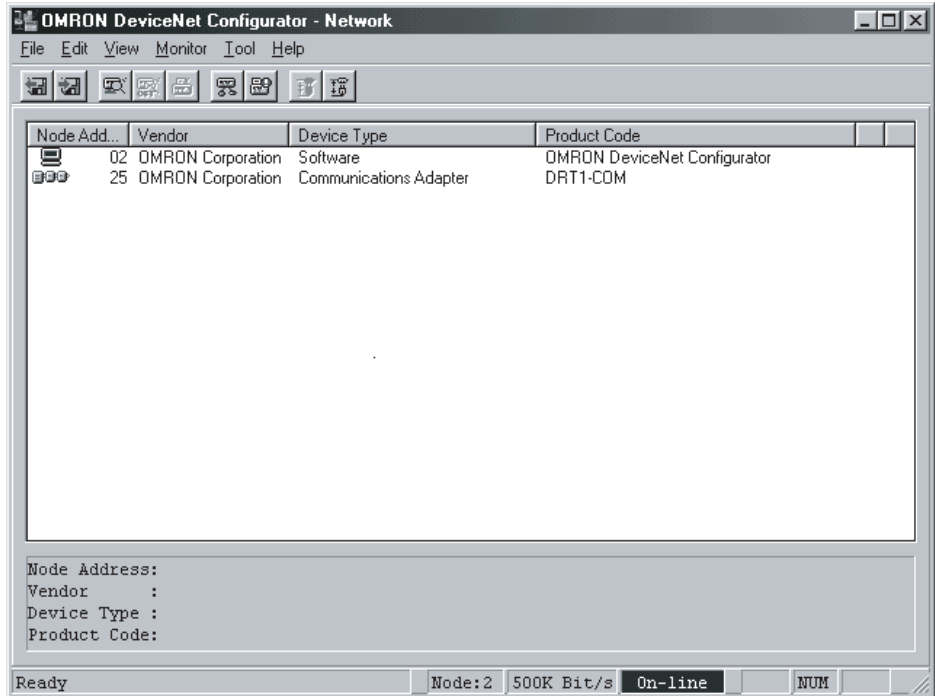 OMRON DeviceNet Configurator - Network
File Edit View Monitor Tool Help
Node Add... Vendor Device Type Product Code
02 OMRON Corporation Software OMRON DeviceNet Configurator
25 OMRON Corporation Communications Adapter DRT1-COM
Node Address:
Vendor :
Device Type :
Product Code:
Ready Node:2 500K Bit/s On-line NUM